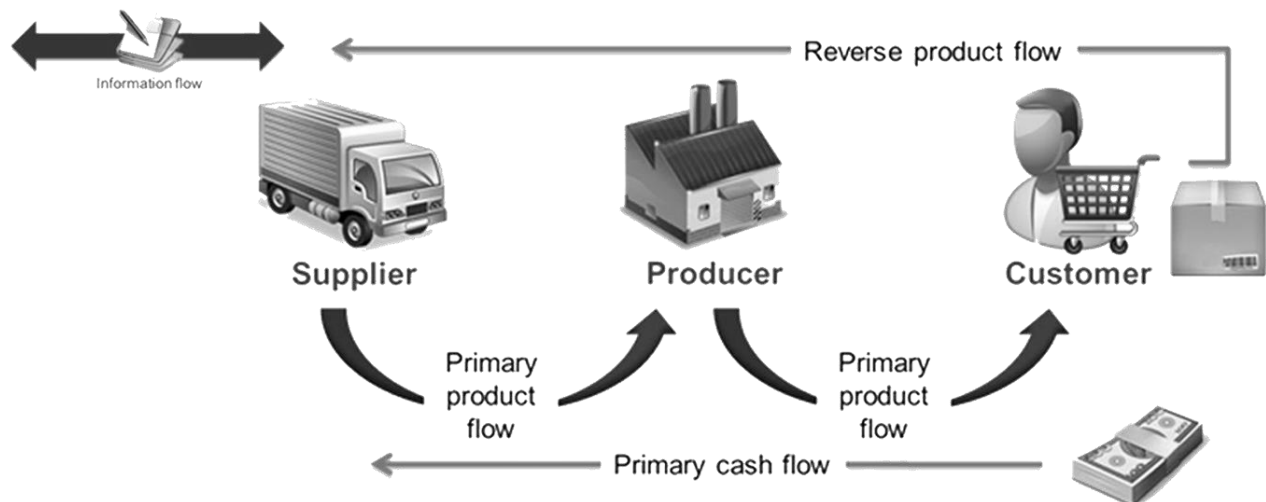 Information flow
Reverse product flow
Supplier
Producer
Customer
Primary
product
flow
Primary
product
flow
Primary cash flow